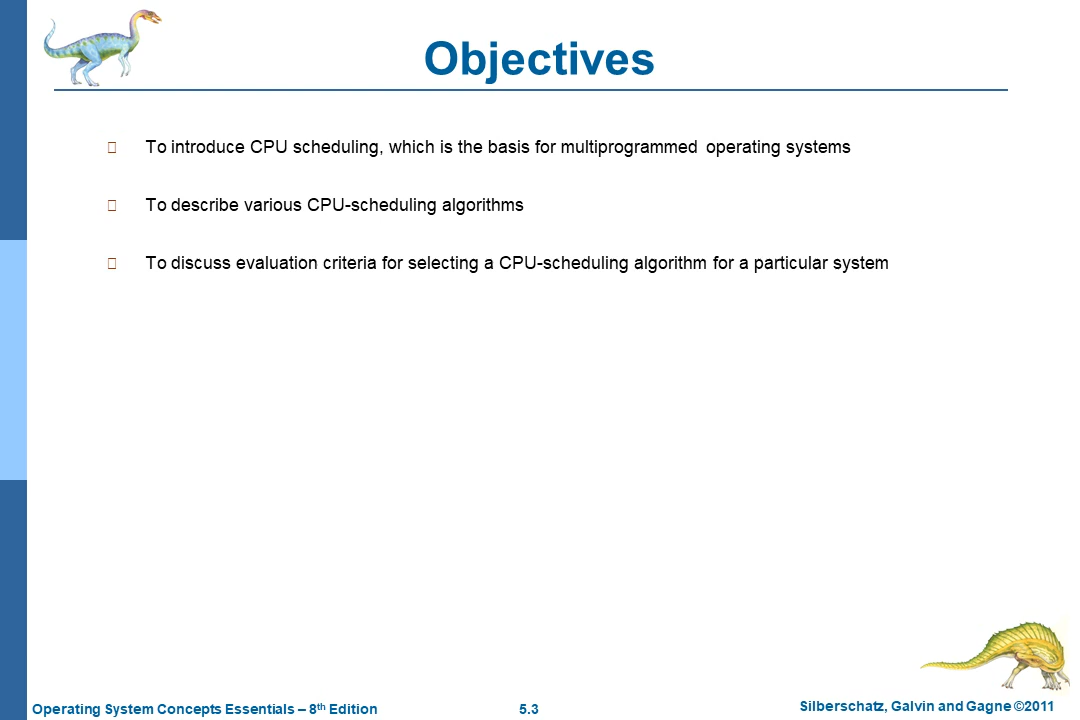 Objectives
To introduce CPU scheduling, which is the basis for multiprogrammed operating systems
To describe various CPU-scheduling algorithms
To discuss evaluation criteria for selecting a CPU-scheduling algorithm for a particular system
Operating System Concepts Essentials – 8th Edition
5.3
Silberschatz, Galvin and Gagne ©2011